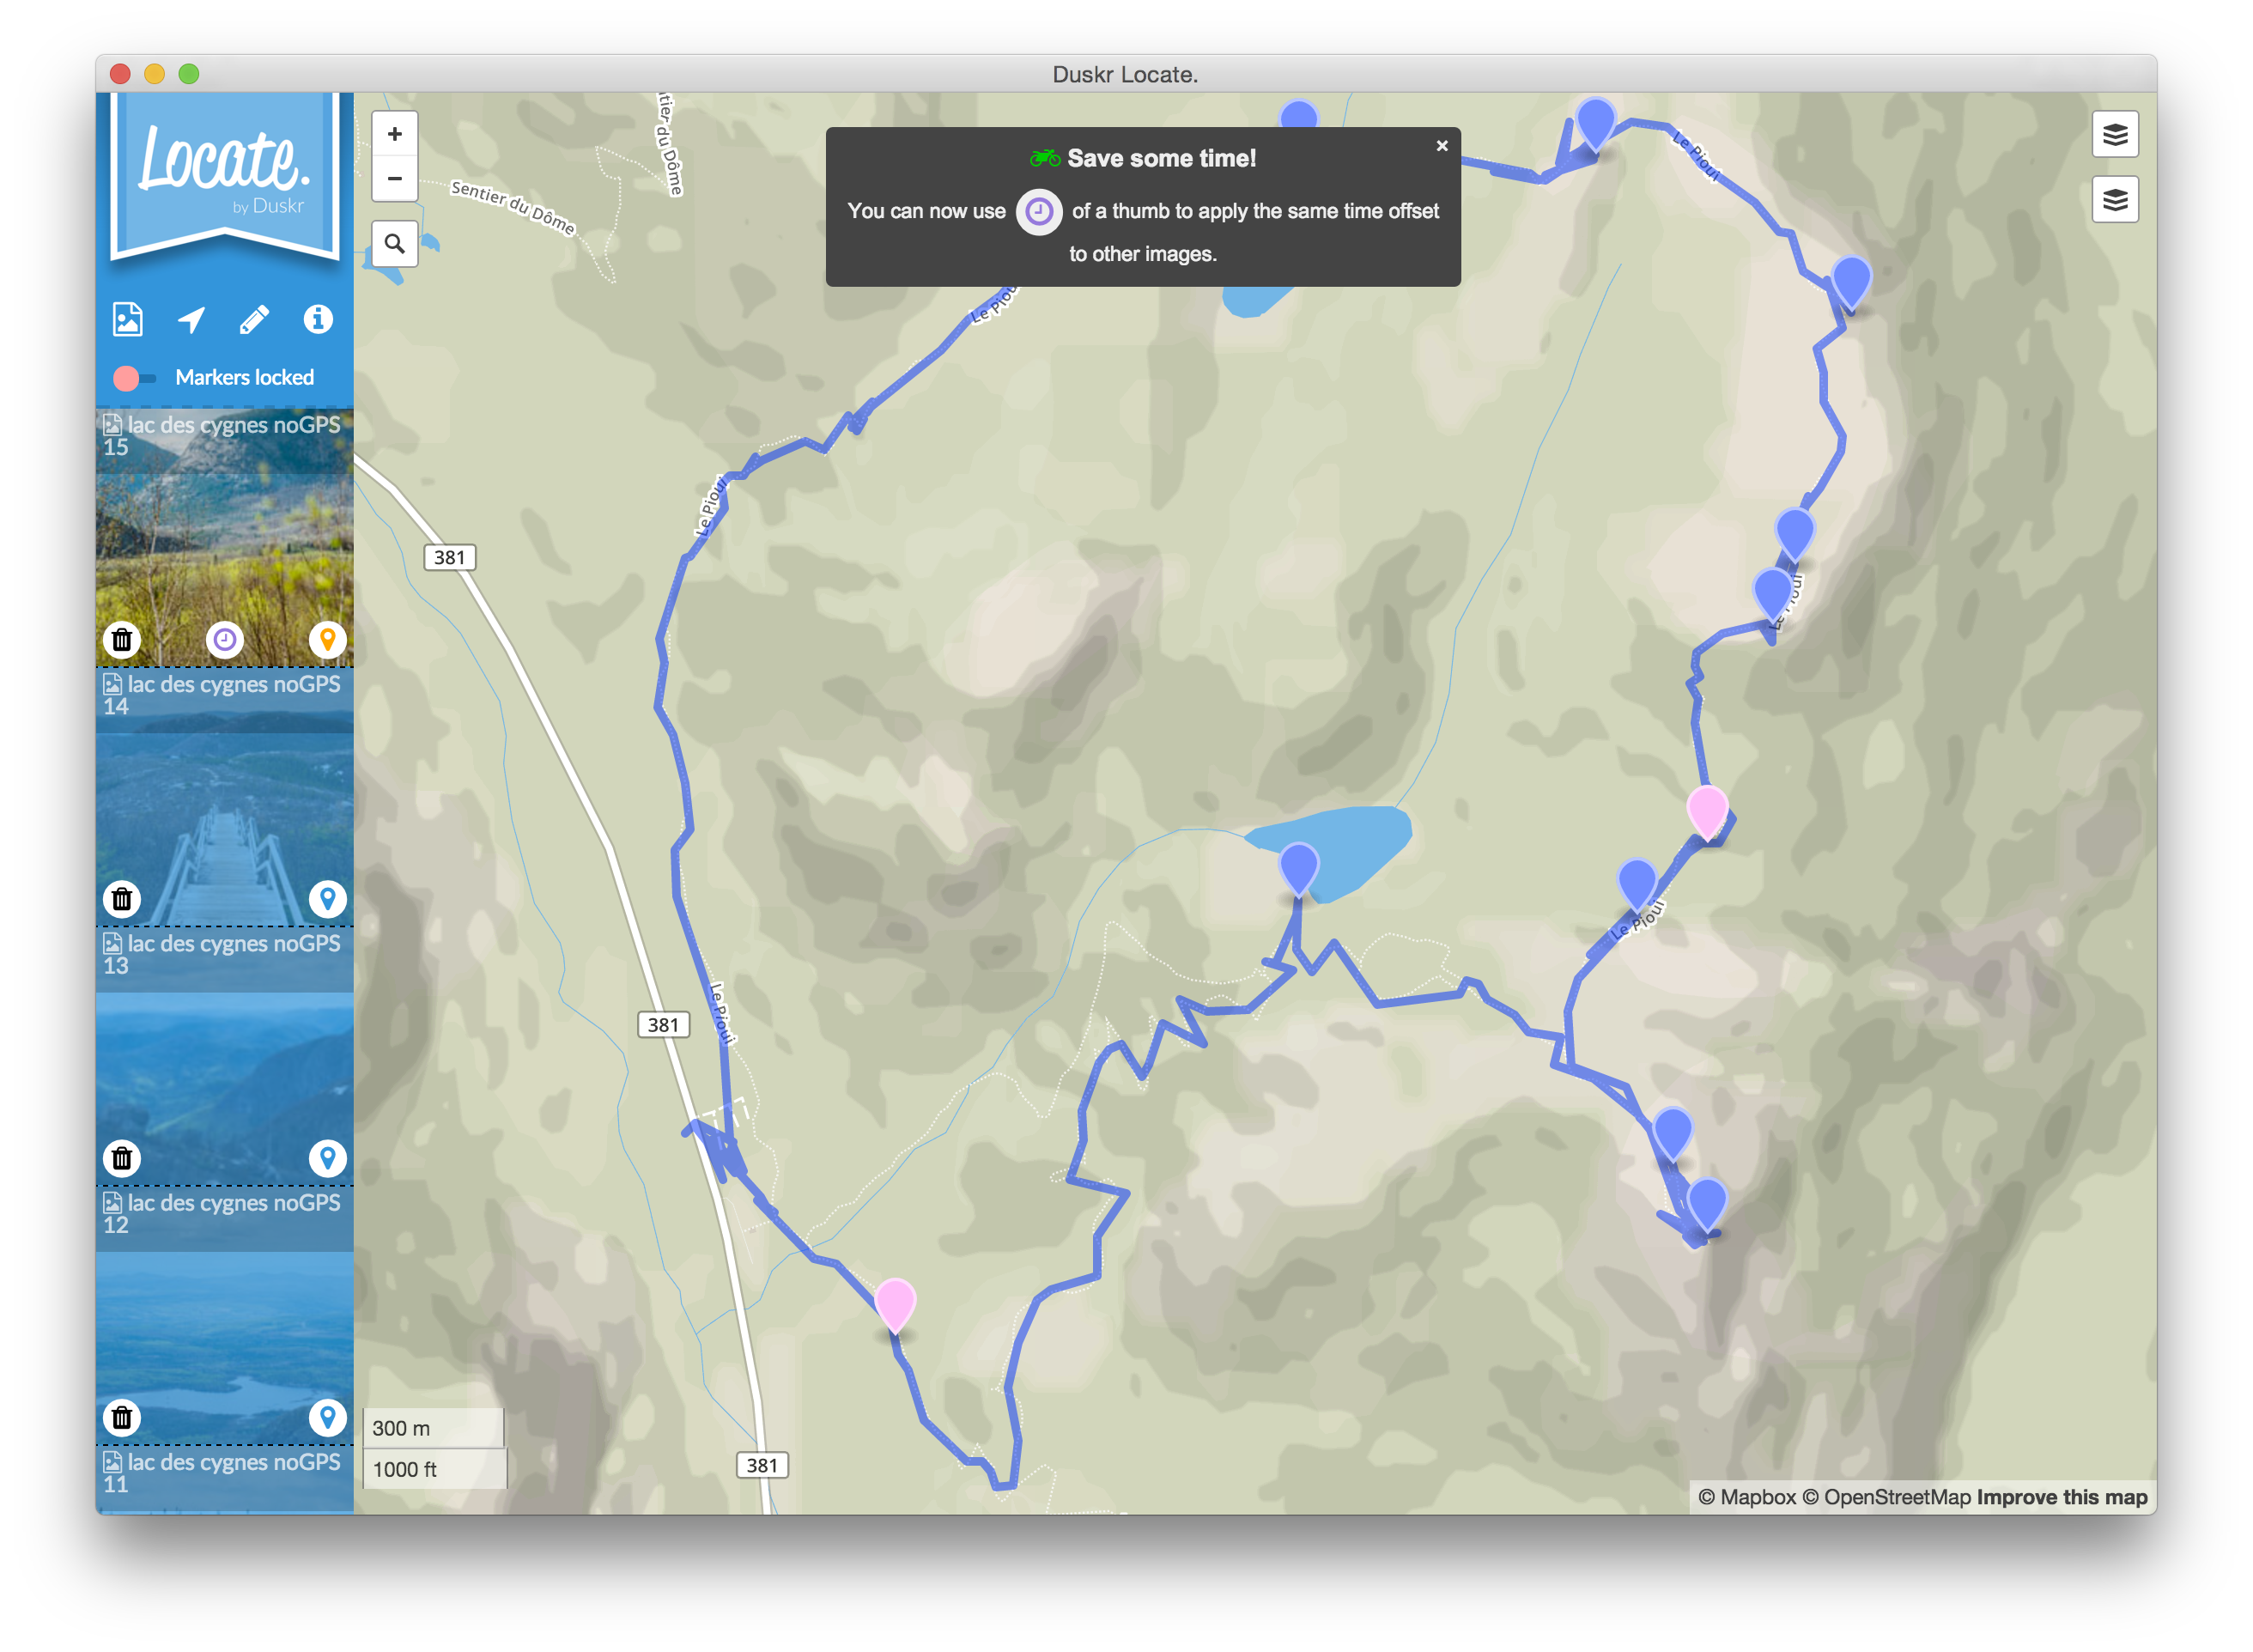 Duskr Locate.
Locate.
by Duskr
Markers locked
lac des cygnes noGPS
15
lac des cygnes noGPS
14
lac des cygnes noGPS
13
lac des cygnes noGPS
12
lac des cygnes noGPS
11
+
−
Save some time!
×
You can now use of a thumb to apply the same time offset
to other images.
Sentier du Dôme
tier du Dôme
Le Pioui
Le Piou
Le Pioui
381
Le Pioui
Le Pioui
Le Pioui
381
381
300 m
1000 ft
© Mapbox © OpenStreetMap Improve this map